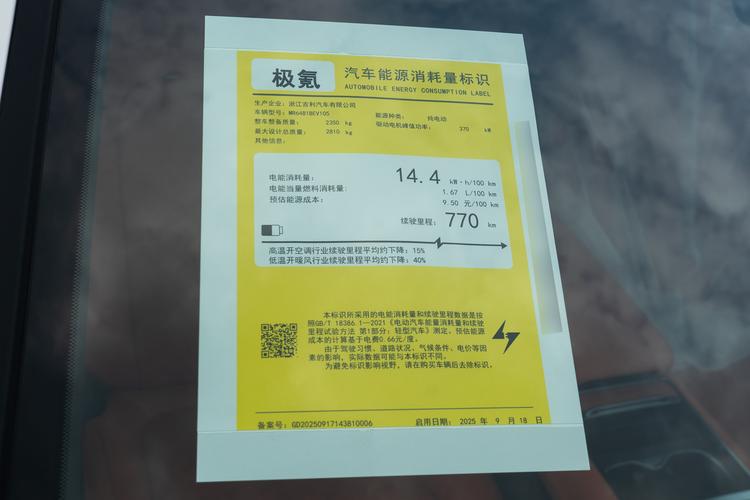 极氪
汽车能源消耗量标识
AUTOMOBILE ENERGY CONSUMPTION LABEL
生产企业：浙江吉利汽车有限公司
车辆型号：MR6481BEV105
能源种类： 纯电动
整车整备质量： 2350 kg
驱动电机峰值功率： 370 kW
最大设计总质量： 2810 kg
其他信息：
电能消耗量： 14.4 kW·h/100 km
电能当量燃料消耗量： 1.67 L/100 km
预估能源成本： 9.50 元/100 km
续驶里程： 770 km
高温开空调行业续驶里程平均约下降：15%
低温开暖风行业续驶里程平均约下降：40%
本标识所采用的电能消耗量和续驶里程数据是按
照GB/T 18386.1—2021《电动汽车能量消耗量和续驶
里程试验方法 第1部分：轻型汽车》测定，预估能源
成本的计算基于电费0.66元/度。
由于驾驶习惯、道路状况、气候条件、电价等因
素的影响，实际数据可能与本标识不同。
为避免标识影响视野，请在购买车辆后去除标识。
备案号：GD20250917143810006
启用日期： 2025 年 9 月 18 日